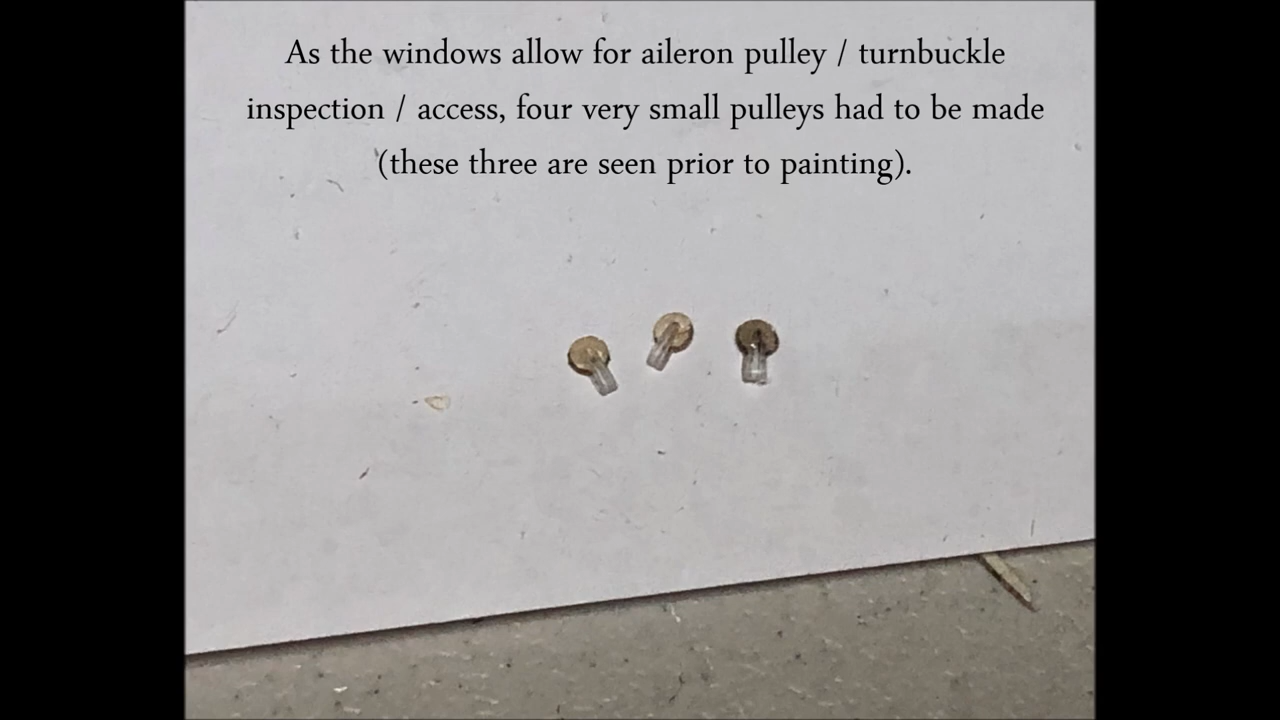 As the windows allow for aileron pulley / turnbuckle
inspection / access, four very small pulleys had to be made
(these three are seen prior to painting).